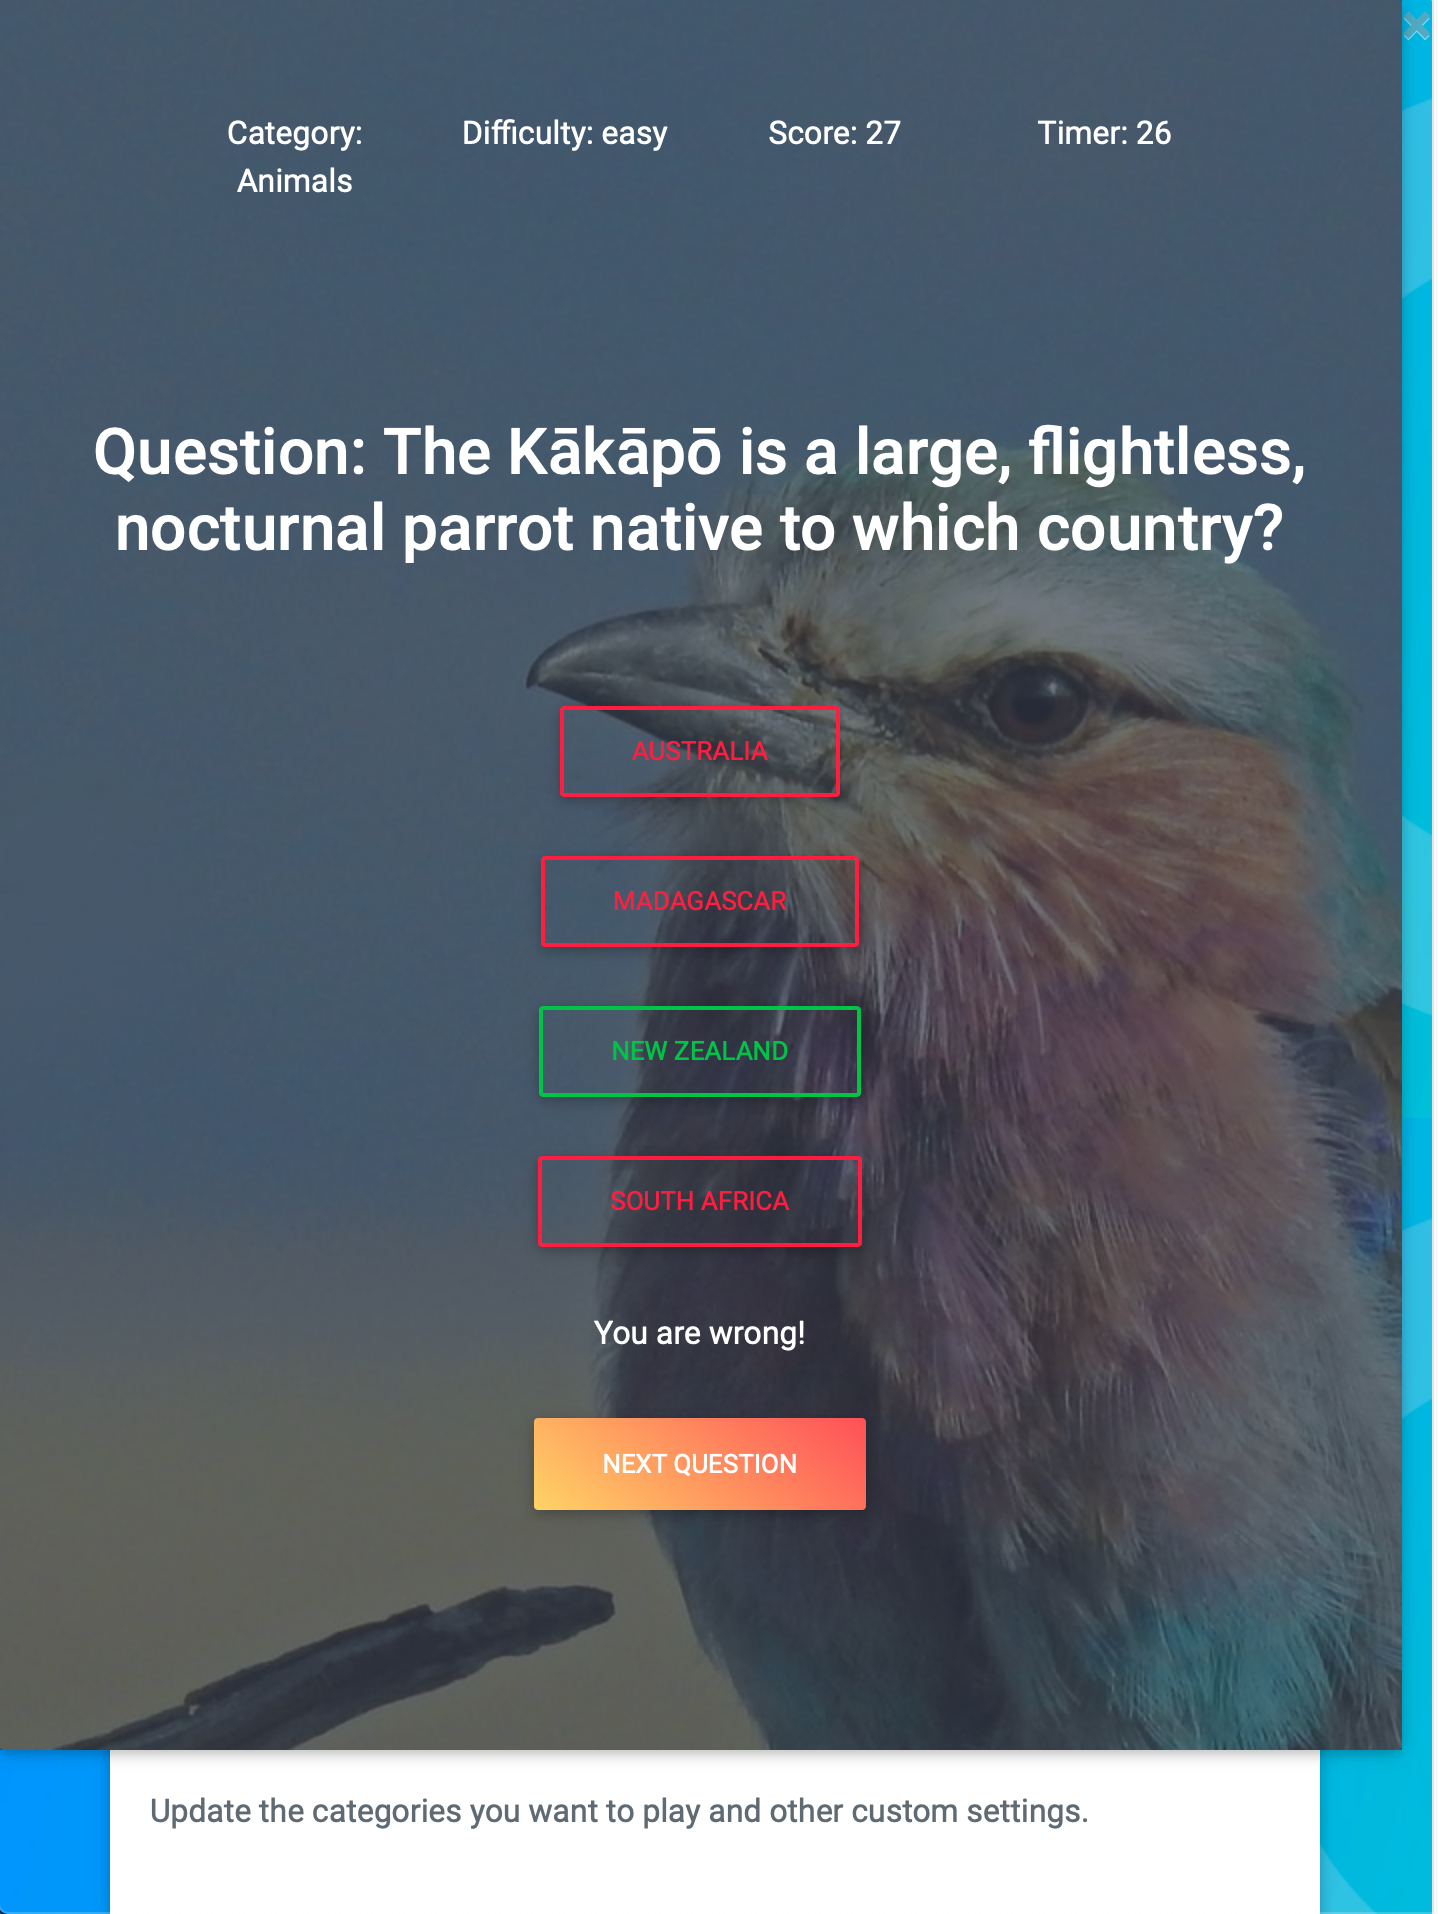 Category:
Animals
Difficulty: easy
Score: 27
Timer: 26
Question: The Kākāpō is a large, flightless,
nocturnal parrot native to which country?
AUSTRALIA
MADAGASCAR
NEW ZEALAND
SOUTH AFRICA
You are wrong!
NEXT QUESTION
Update the categories you want to play and other custom settings.